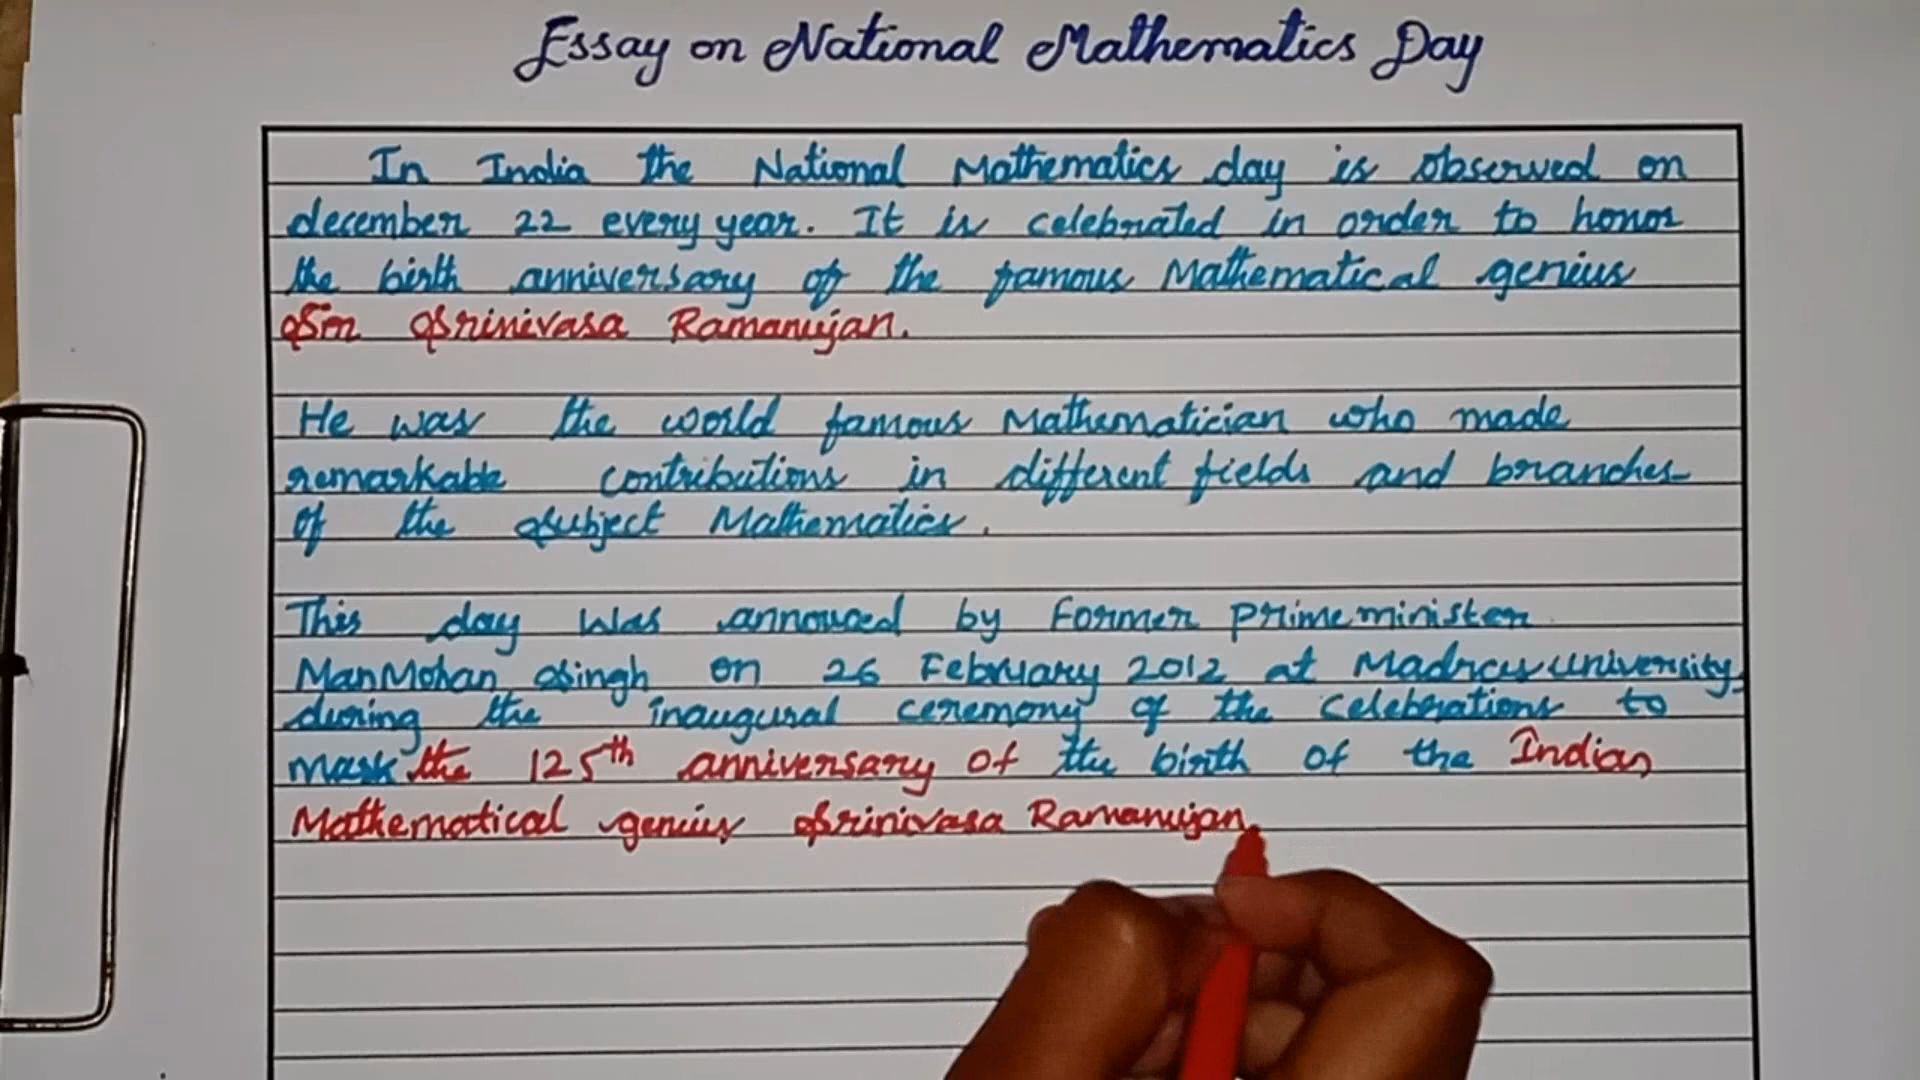 Essay on National Mathematics Day
In India the National Mathematics day is observed on
december 22 every year. It is celebrated in order to honor
the birth anniversary of the famous Mathematical genius
Srinivasa Ramanujan.
He was the world famous Mathematician who made
remarkable contributions in different fields and branches
of the subject Mathematics.
This day was annouced by Former primeminister
ManMohan Singh on 26 February 2012 at Madras university,
during the inaugural ceremony of the celebrations to
mark the 125th anniversary of the birth of the Indian
Mathematical genius Srinivasa Ramanujan